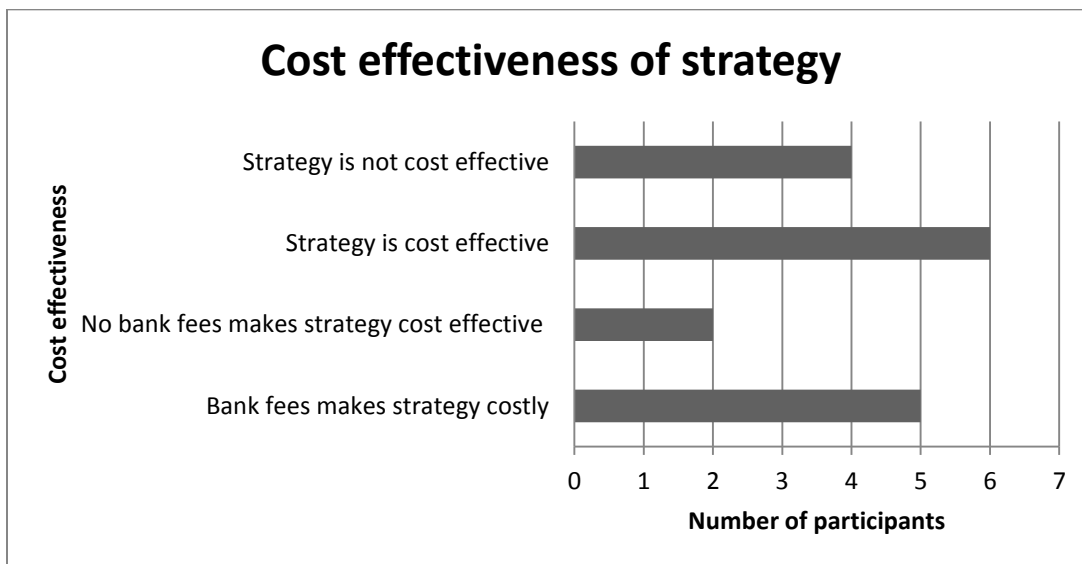 Cost effectiveness of strategy
Cost effectiveness
Strategy is not cost effective
Strategy is cost effective
No bank fees makes strategy cost effective
Bank fees makes strategy costly
0 1 2 3 4 5 6 7
Number of participants